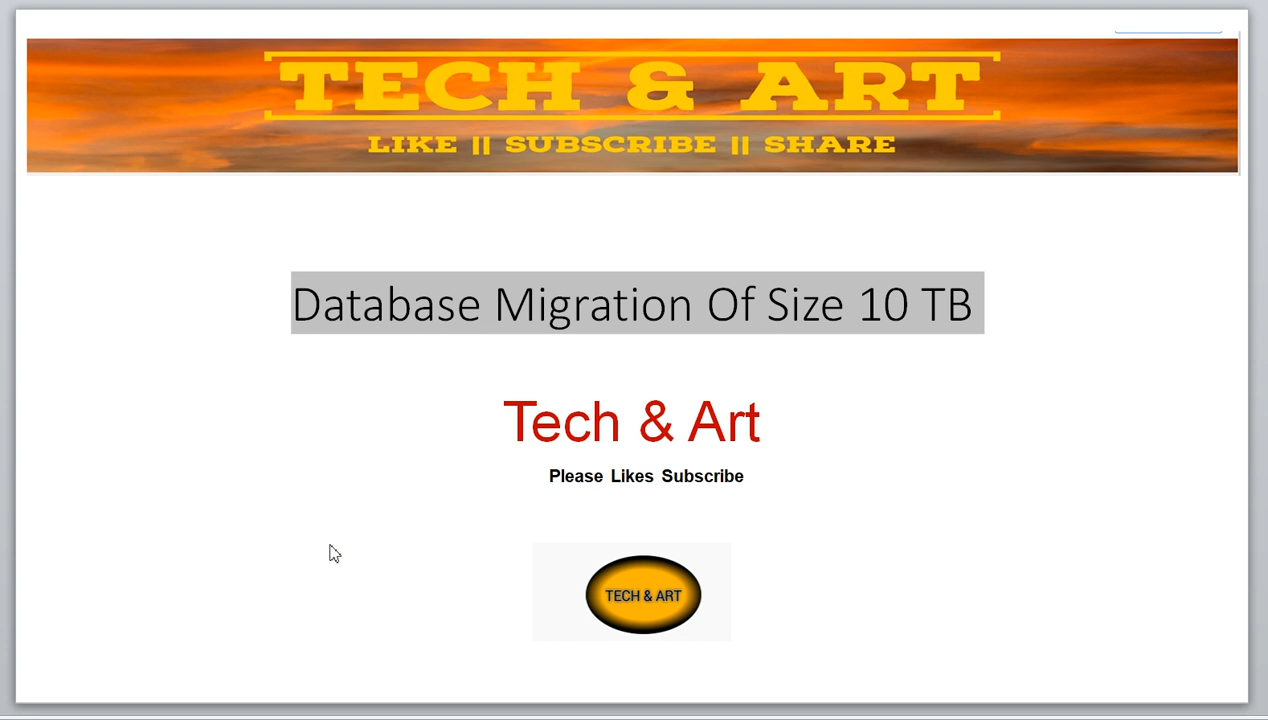 TECH & ART
LIKE || SUBSCRIBE || SHARE
Database Migration Of Size 10 TB
Tech & Art
Please Likes Subscribe
TECH & ART